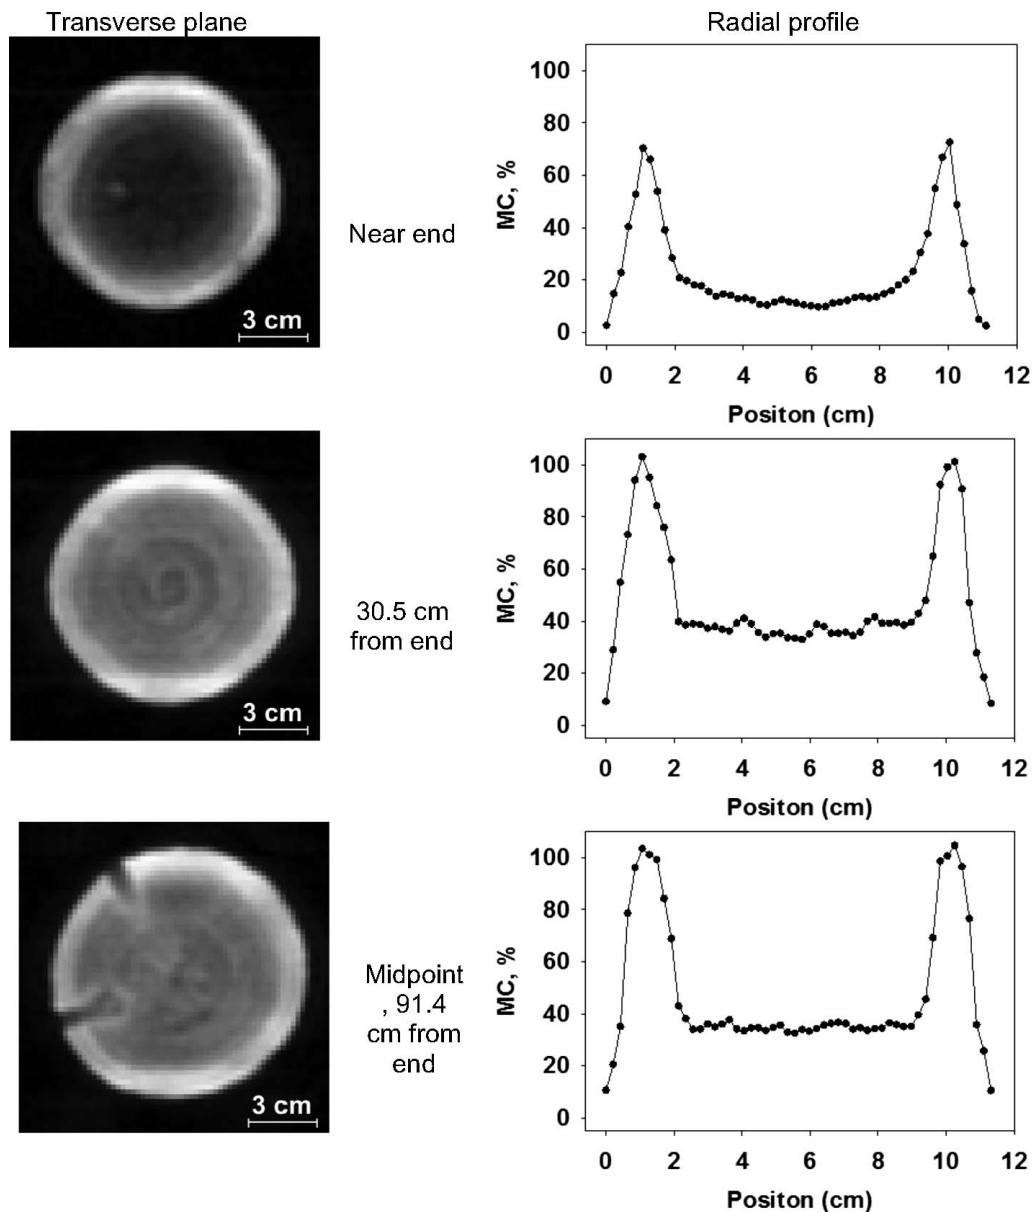 Transverse plane
Radial profile
3 cm
Near end
MC, %
100
80
60
40
20
0
0 2 4 6 8 10 12
Positon (cm)
3 cm
30.5 cm
from end
MC, %
100
80
60
40
20
0
0 2 4 6 8 10 12
Positon (cm)
3 cm
Midpoint
, 91.4
cm from
end
MC, %
100
80
60
40
20
0
0 2 4 6 8 10 12
Positon (cm)